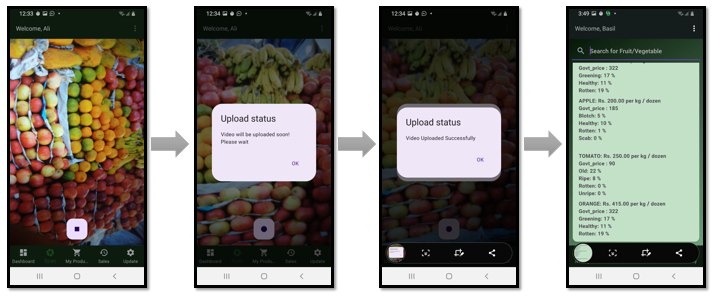 12:33
Welcome, Ali
Dashboard
My Produ...
Sales
Update
12:34
Welcome, Ali
Upload status
Video will be uploaded soon!
Please wait
OK
Dashboard
My Produ...
Sales
Update
12:34
Welcome, Ali
Upload status
Video Uploaded Successfully
OK
3:49
Welcome, Basil
Search for Fruit/Vegetable
Govt_price : 322
Greening: 17 %
Healthy: 11 %
Rotten: 19 %
APPLE: Rs. 200.00 per kg / dozen
Govt_price : 185
Blotch: 5 %
Healthy: 10 %
Rotten: 1 %
Scab: 0 %
TOMATO: Rs. 250.00 per kg / dozen
Govt_price : 90
Old: 22 %
Ripe: 8 %
Rotten: 0 %
Unripe: 0 %
ORANGE: Rs. 415.00 per kg / dozen
Govt_price : 322
Greening: 17 %
Healthy: 11 %
Rotten: 19 %